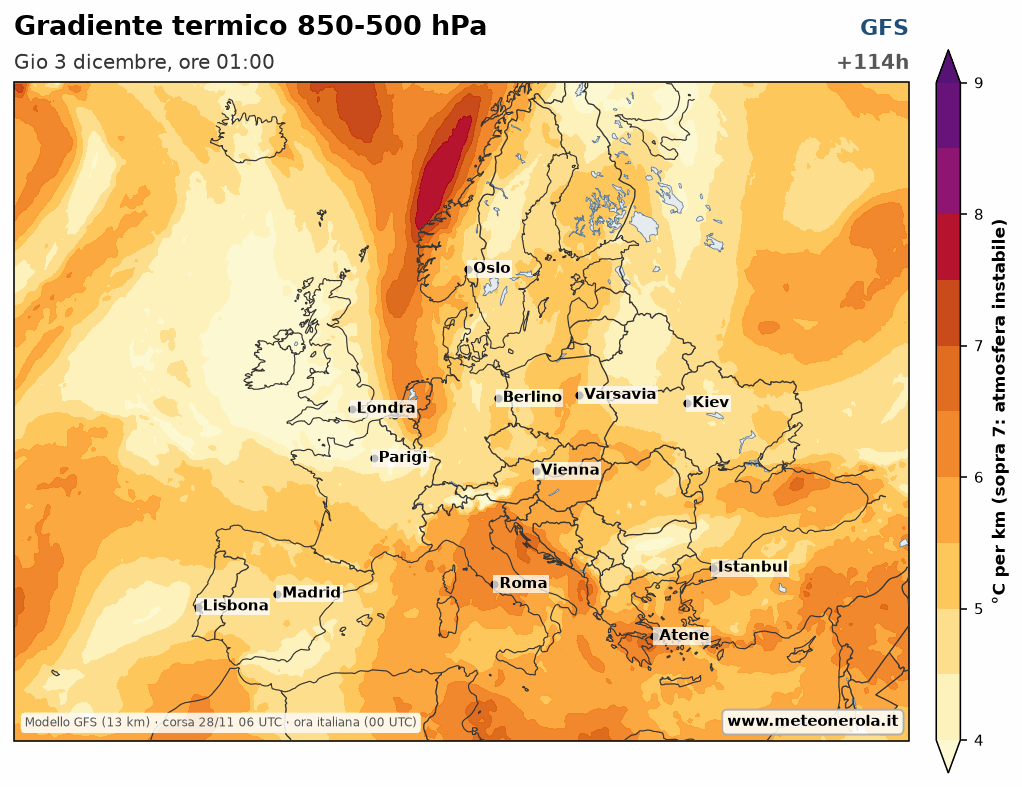 Gradiente termico 850-500 hPa
GFS
Gio 3 dicembre, ore 01:00
+114h
Oslo
Londra
Berlino
Varsavia
Kiev
Parigi
Vienna
Istanbul
Roma
Madrid
Lisbona
Atene
Modello GFS (13 km) · corsa 28/11 06 UTC · ora italiana (00 UTC)
www.meteonerola.it
9
8
7
6
5
4
°C per km (sopra 7: atmosfera instabile)